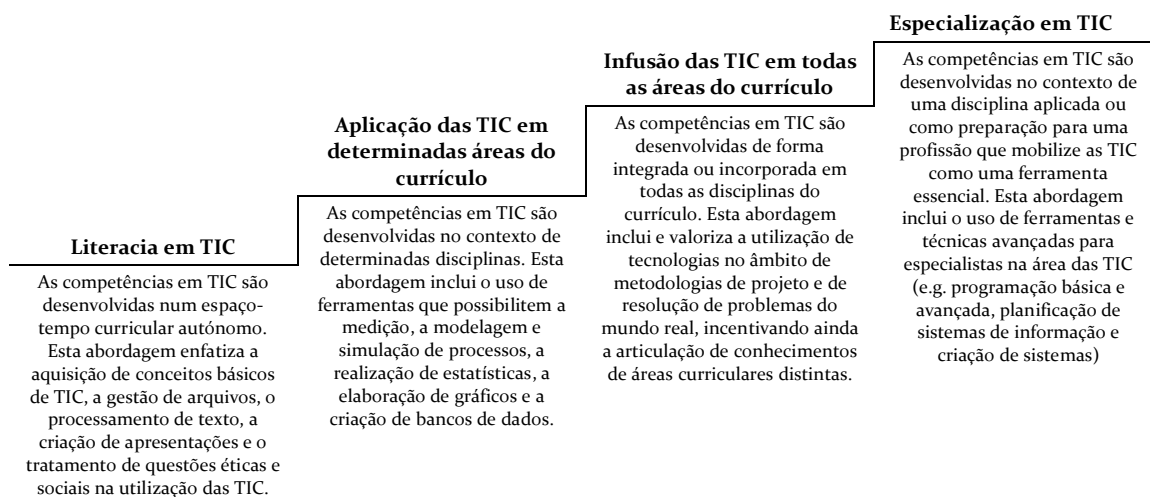 Literacia em TIC
As competências em TIC são
desenvolvidas num espaço-
tempo curricular autónomo.
Esta abordagem enfatiza a
aquisição de conceitos básicos
de TIC, a gestão de arquivos, o
processamento de texto, a
criação de apresentações e o
tratamento de questões éticas e
sociais na utilização das TIC.
Aplicação das TIC em
determinadas áreas do
currículo
As competências em TIC são
desenvolvidas no contexto de
determinadas disciplinas. Esta
abordagem inclui o uso de
ferramentas que possibilitem a
medição, a modelagem e
simulação de processos, a
realização de estatísticas, a
elaboração de gráficos e a
criação de bancos de dados.
Infusão das TIC em todas
as áreas do currículo
As competências em TIC são
desenvolvidas de forma
integrada ou incorporada em
todas as disciplinas do
currículo. Esta abordagem
inclui e valoriza a utilização de
tecnologias no âmbito de
metodologias de projeto e de
resolução de problemas do
mundo real, incentivando ainda
a articulação de conhecimentos
de áreas curriculares distintas.
Especialização em TIC
As competências em TIC são
desenvolvidas no contexto de
uma disciplina aplicada ou
como preparação para uma
profissão que mobilize as TIC
como uma ferramenta
essencial. Esta abordagem
inclui o uso de ferramentas e
técnicas avançadas para
especialistas na área das TIC
(e.g. programação básica e
avançada, planificação de
sistemas de informação e
criação de sistemas)